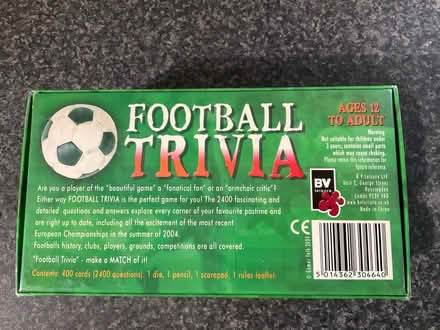 FOOTBALL
TRIVIA
AGES 12
TO ADULT
Warning
Not suitable for children under
3 years, contains small parts
which may cause choking.
Please retain this information for
future reference.
Are you a player of the "beautiful game" a "fanatical fan" or an "armchair critic"?
Either way FOOTBALL TRIVIA is the perfect game for you! The 2400 fascinating and
detailed questions and answers explore every corner of your favourite pastime and
are right up to date, including all the excitement of the most recent
European Championships in the summer of 2004.
Football's history, clubs, players, grounds, competitions are all covered.
"Football Trivia" - make a MATCH of it!
Contents: 400 cards (2400 questions), 1 die, 1 pencil, 1 scorepad, 1 rules leaflet.
BV
Leisure
B V Leisure Ltd
George Street
Made in China
CE
5 014362 304640